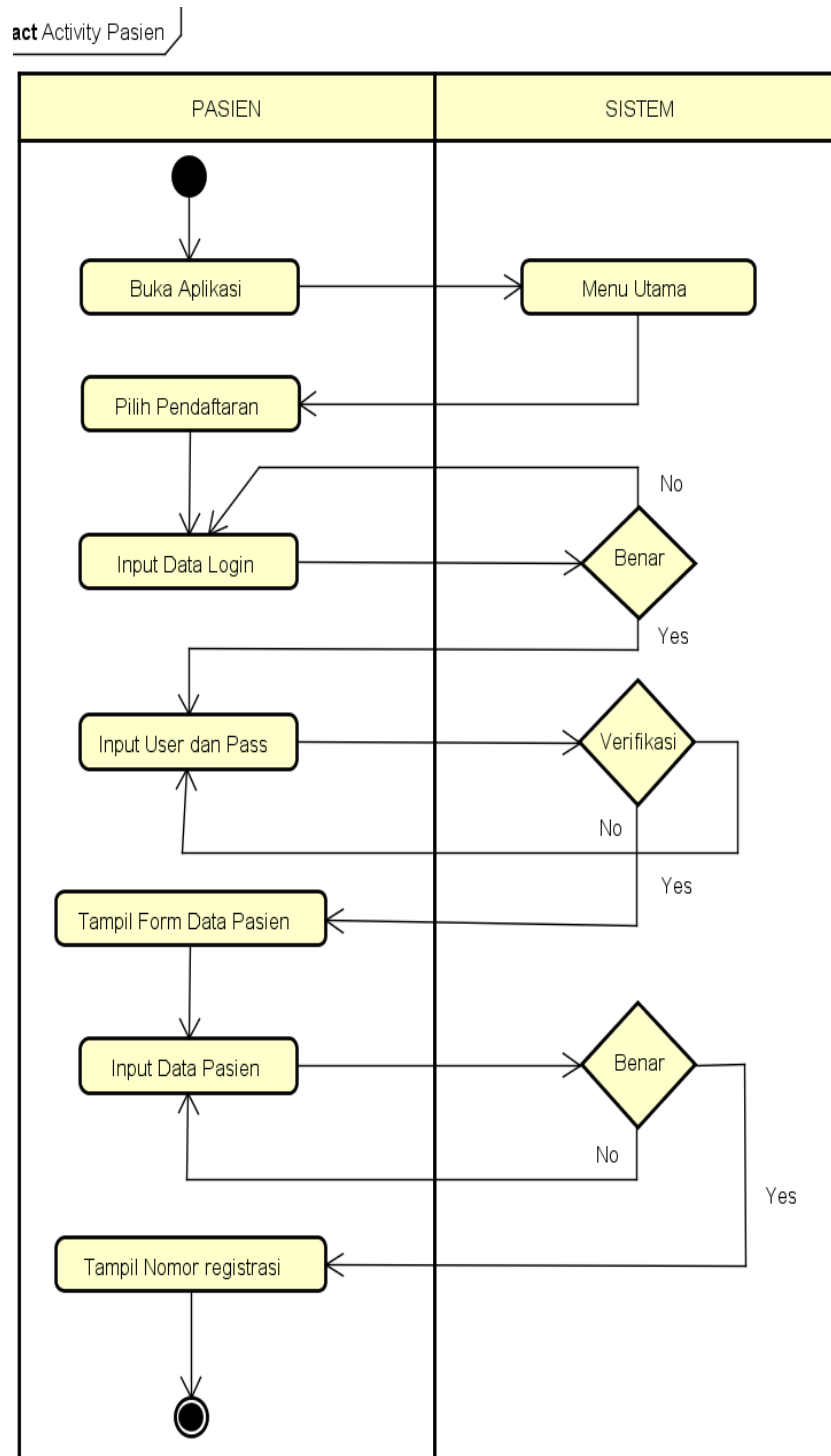 act Activity Pasien
PASIEN
SISTEM
Buka Aplikasi
Menu Utama
Pilih Pendaftaran
No
Input Data Login
Benar
Yes
Input User dan Pass
Verifikasi
No
Yes
Tampil Form Data Pasien
Input Data Pasien
Benar
No
Yes
Tampil Nomor registrasi